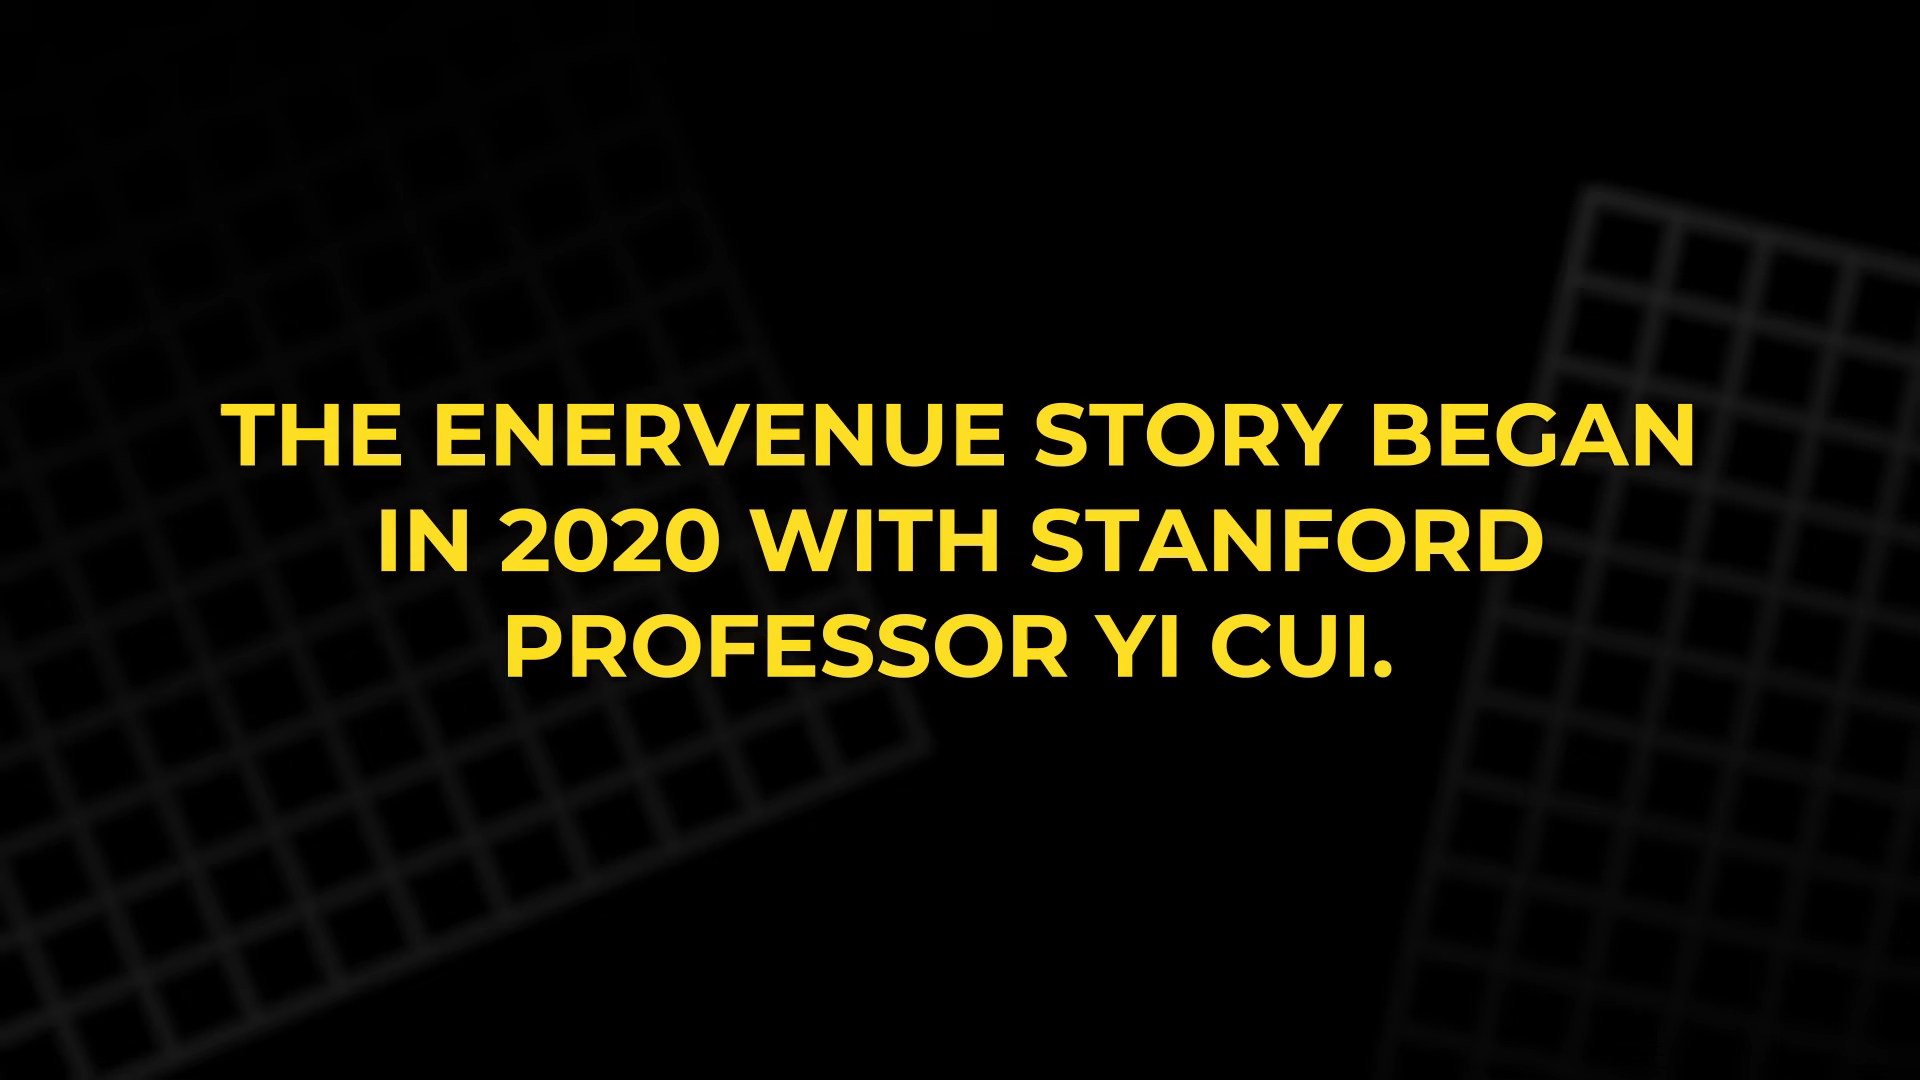 THE ENERVENUE STORY BEGAN
IN 2020 WITH STANFORD
PROFESSOR YI CUI.